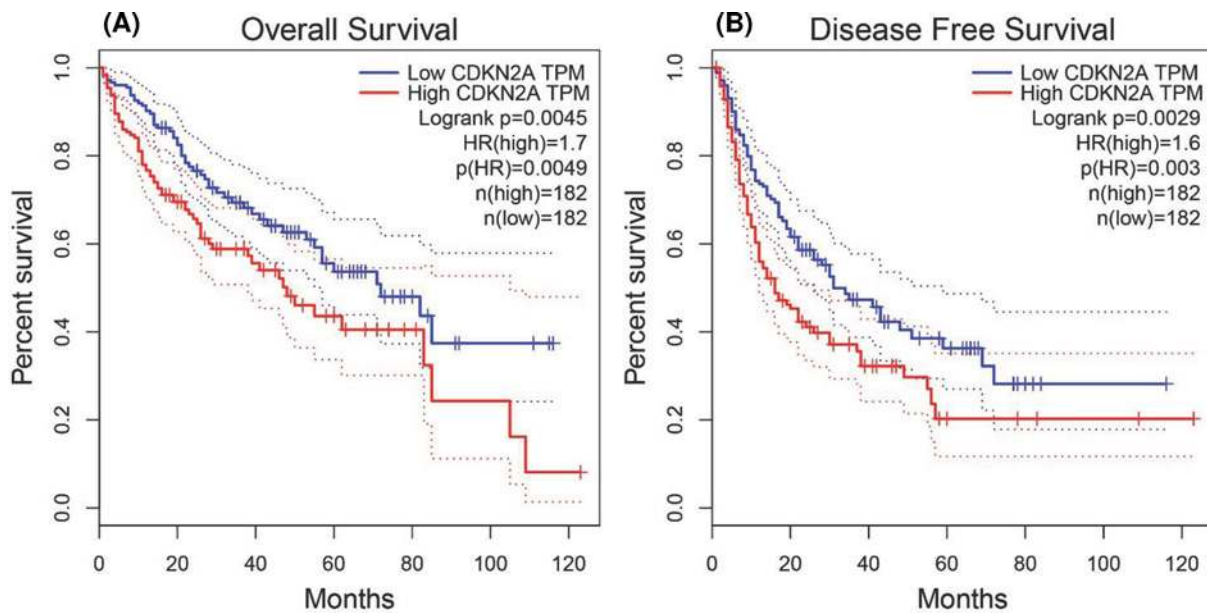 (A) Overall Survival
Low CDKN2A TPM
High CDKN2A TPM
Logrank p=0.0045
HR(high)=1.7
p(HR)=0.0049
n(high)=182
n(low)=182
Percent survival
1.0
0.8
0.6
0.4
0.2
0.0
0 20 40 60 80 100 120
Months
(B) Disease Free Survival
Low CDKN2A TPM
High CDKN2A TPM
Logrank p=0.0029
HR(high)=1.6
p(HR)=0.003
n(high)=182
n(low)=182
Percent survival
1.0
0.8
0.6
0.4
0.2
0.0
0 20 40 60 80 100 120
Months